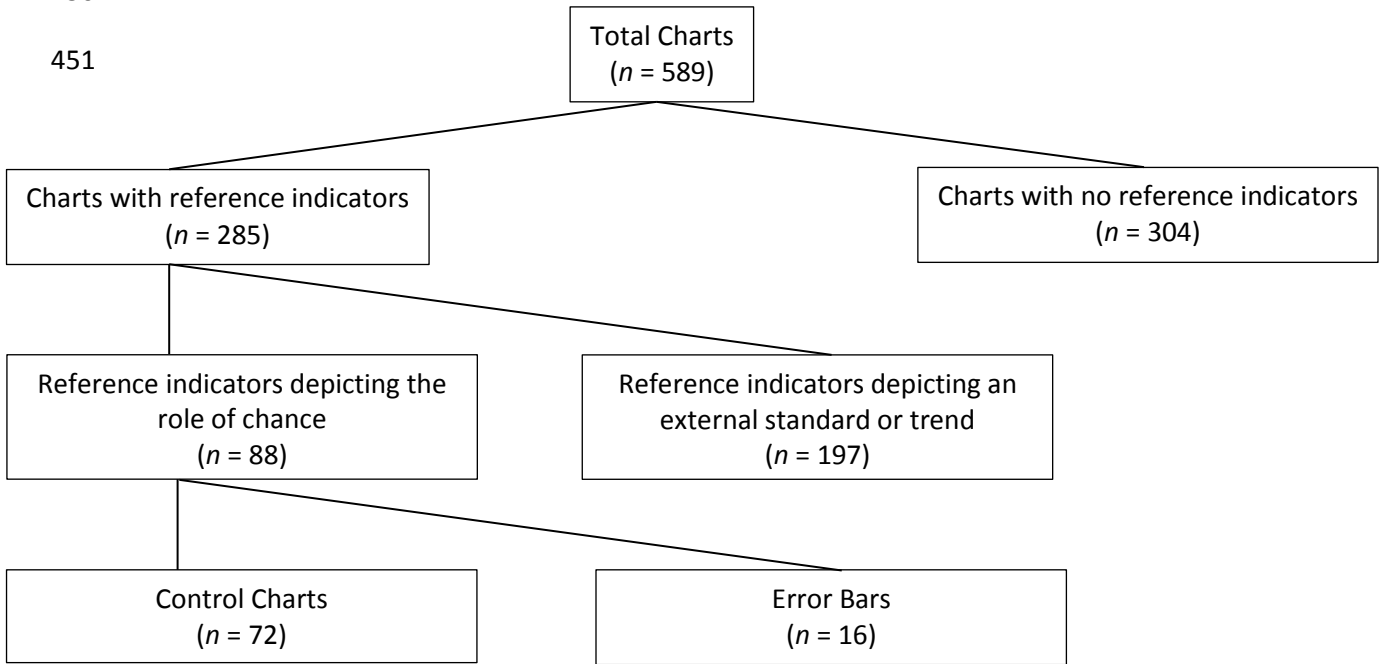 451
Total Charts
(n = 589)
Charts with reference indicators
(n = 285)
Charts with no reference indicators
(n = 304)
Reference indicators depicting the
role of chance
(n = 88)
Reference indicators depicting an
external standard or trend
(n = 197)
Control Charts
(n = 72)
Error Bars
(n = 16)